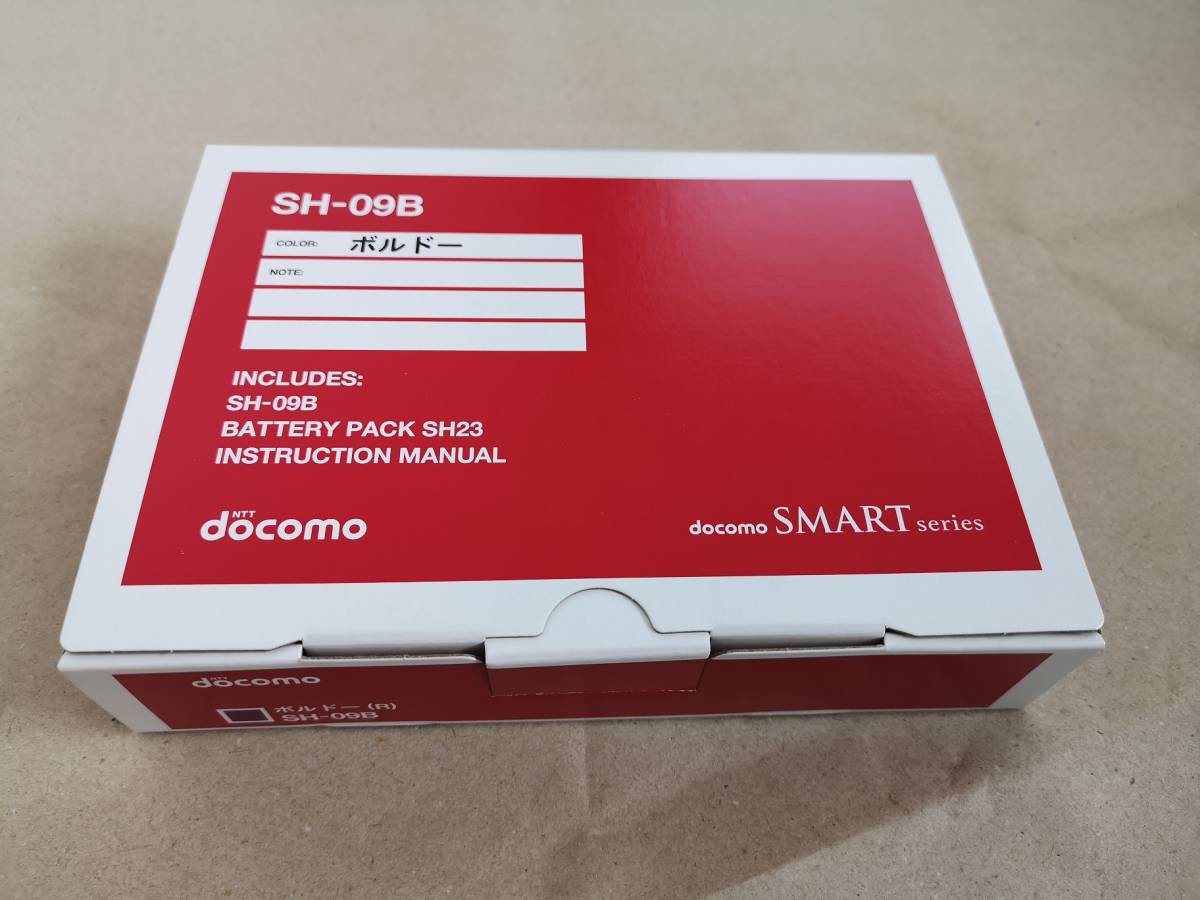 SH-09B
COLOR: ボルドー
NOTE:
INCLUDES:
SH-09B
BATTERY PACK SH23
INSTRUCTION MANUAL
NTT
docomo
docomo SMART series
NTT
docomo
ボルドー (R)
SH-09B